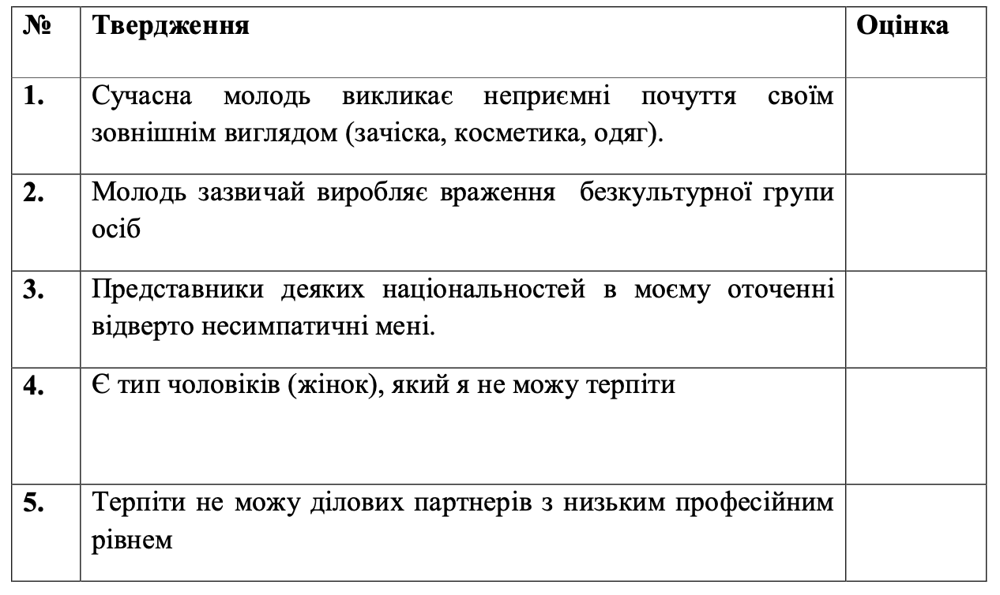 № Твердження Оцінка
1. Сучасна молодь викликає неприємні почуття своїм
зовнішнім виглядом (зачіска, косметика, одяг).
2. Молодь зазвичай виробляє враження безкультурної групи
осіб
3. Представники деяких національностей в моєму оточенні
відверто несимпатичні мені.
4. Є тип чоловіків (жінок), який я не можу терпіти
5. Терпіти не можу ділових партнерів з низьким професійним
рівнем